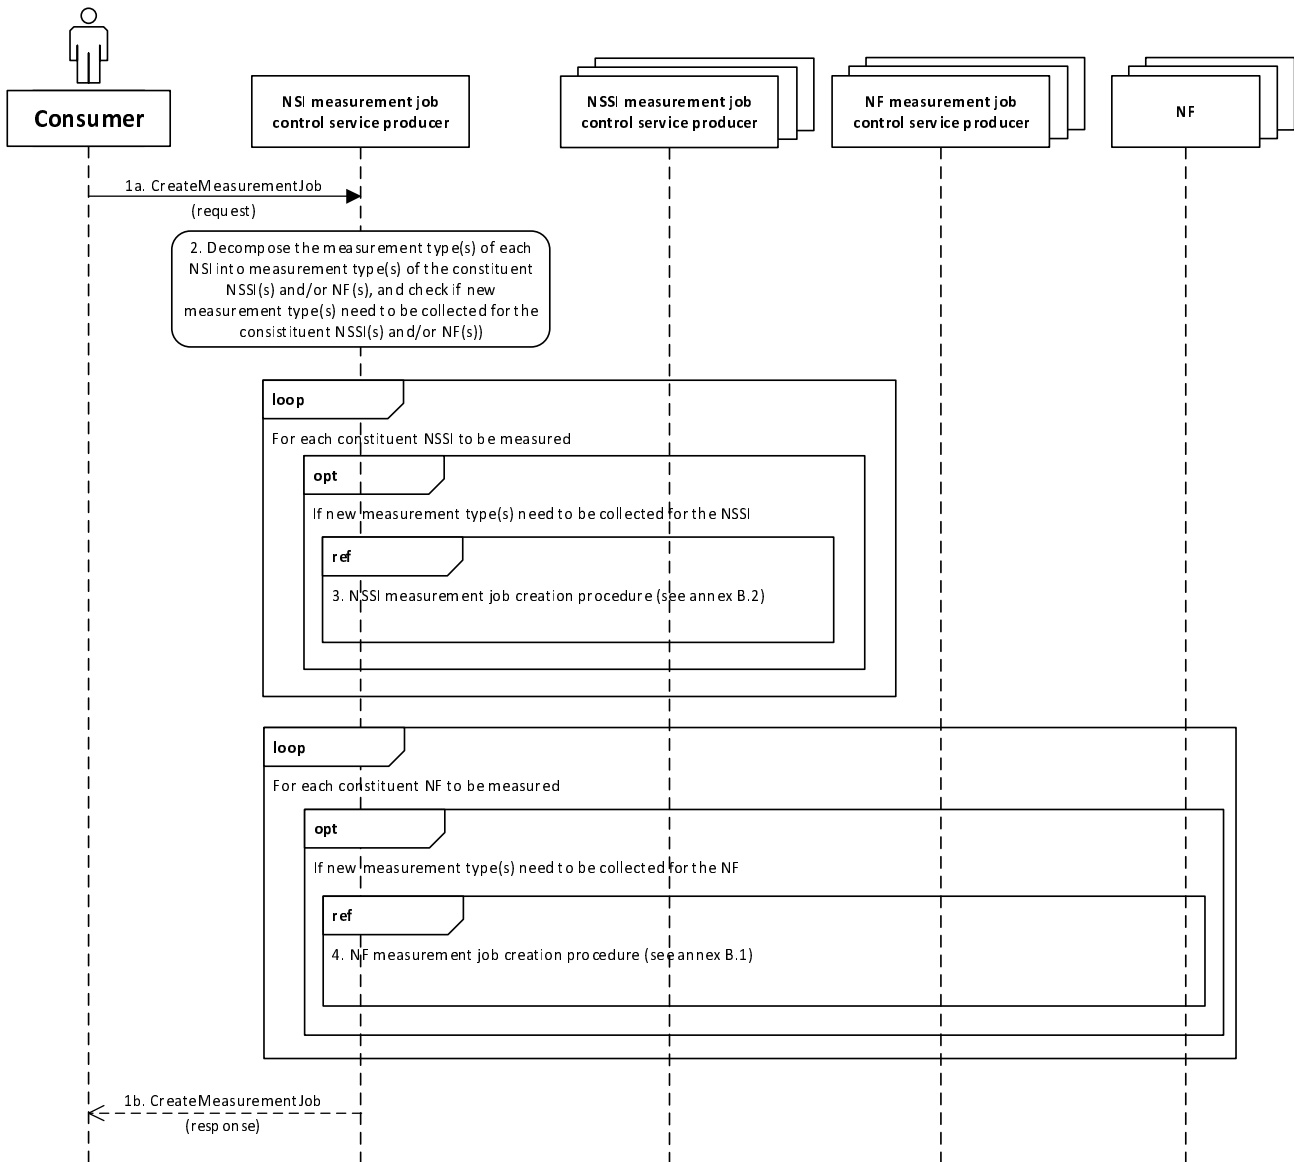 Consumer
NSI measurement job
control service producer
NSSI measurement job
control service producer
NF measurement job
control service producer
NF
1a. CreateMeasurementJob
(request)
2. Decompose the measurement type(s) of each
NSI into measurement type(s) of the constituent
NSSI(s) and/or NF(s), and check if new
measurement type(s) need to be collected for the
consistituent NSSI(s) and/or NF(s))
loop
For each constituent NSSI to be measured
opt
If new measurement type(s) need to be collected for the NSSI
ref
3. NSSI measurement job creation procedure (see annex B.2)
loop
For each constituent NF to be measured
opt
If new measurement type(s) need to be collected for the NF
ref
4. NF measurement job creation procedure (see annex B.1)
1b. CreateMeasurementJob
(response)